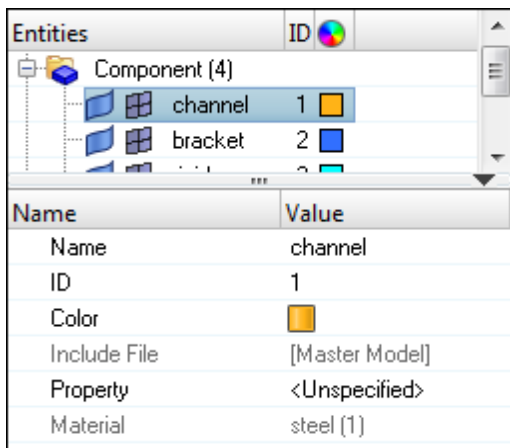 Entities ID
Component (4)
channel 1
bracket 2
Name Value
Name channel
ID 1
Color
Include File [Master Model]
Property <Unspecified>
Material steel (1)